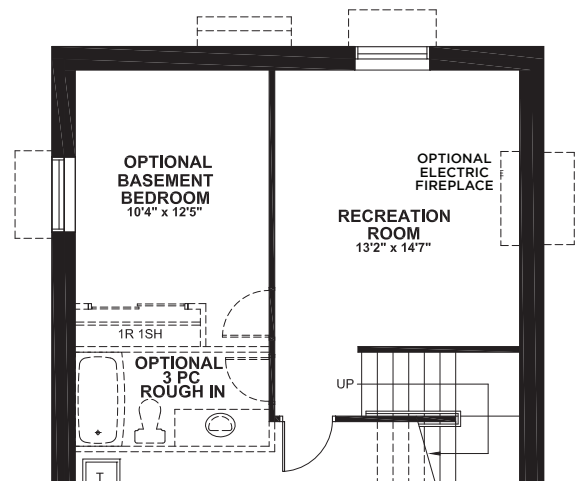 OPTIONAL
BASEMENT
BEDROOM
10'4" x 12'5"
OPTIONAL
ELECTRIC
FIREPLACE
RECREATION
ROOM
13'2" x 14'7"
1R 1SH
OPTIONAL
3 PC
ROUGH IN
UP
T